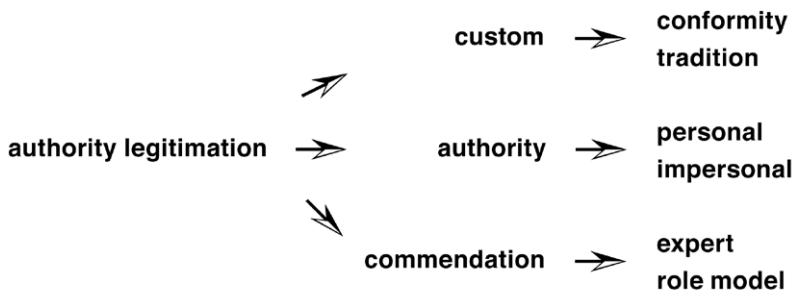 custom
conformity
tradition
authority legitimation
authority
personal
impersonal
commendation
expert
role model